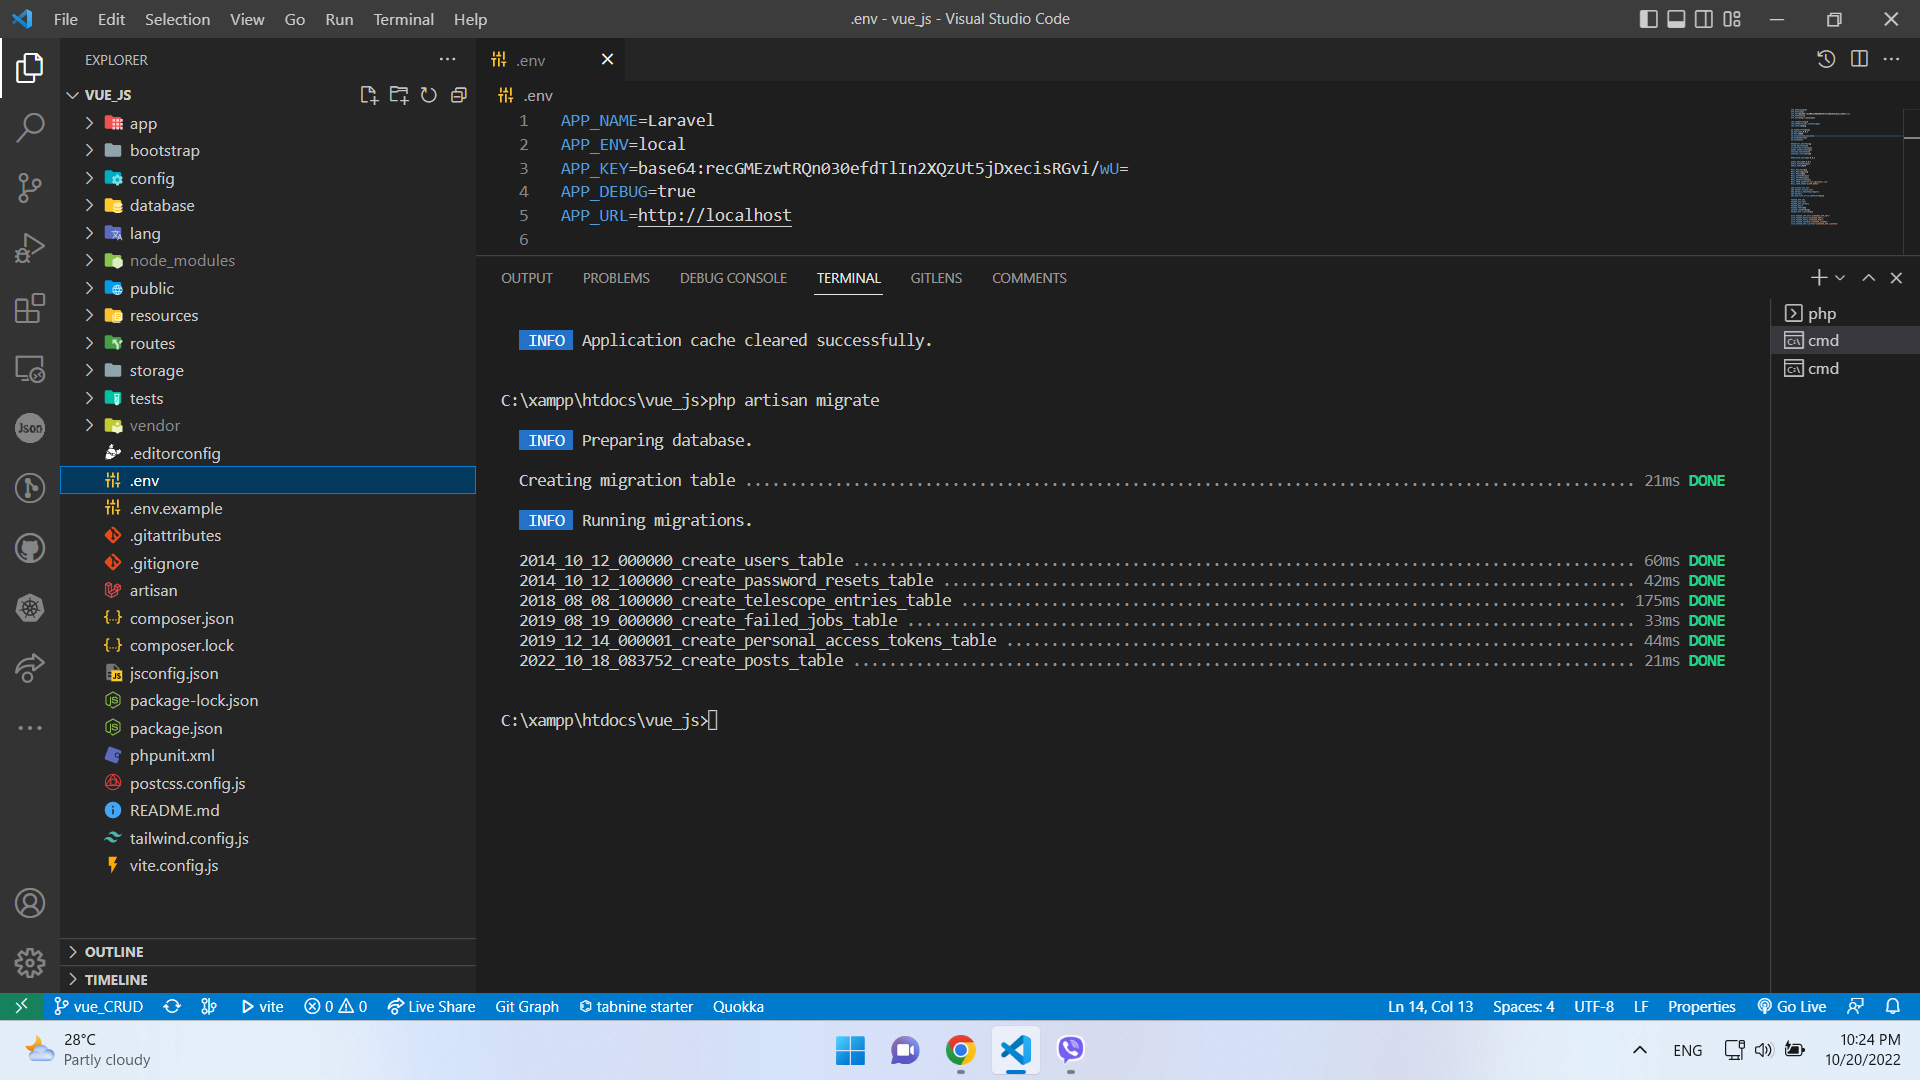 File Edit Selection View Go Run Terminal Help
.env - vue_js - Visual Studio Code
EXPLORER
VUE_JS
app
bootstrap
config
database
lang
node_modules
public
resources
routes
storage
tests
vendor
.editorconfig
.env
.env.example
.gitattributes
.gitignore
artisan
composer.json
composer.lock
jsconfig.json
package-lock.json
package.json
phpunit.xml
postcss.config.js
README.md
tailwind.config.js
vite.config.js
OUTLINE
TIMELINE
Json
.env
.env
1 APP_NAME=Laravel
2 APP_ENV=local
3 APP_KEY=base64:recGMEzwtRQn030efdTlIn2XQzUt5jDxecisRGvi/wU=
4 APP_DEBUG=true
5 APP_URL=http://localhost
6
OUTPUT PROBLEMS DEBUG CONSOLE TERMINAL GITLENS COMMENTS
INFO Application cache cleared successfully.
C:\xampp\htdocs\vue_js>php artisan migrate
INFO Preparing database.
Creating migration table ................................................................................................... 21ms DONE
INFO Running migrations.
2014_10_12_000000_create_users_table ....................................................................................... 60ms DONE
2014_10_12_100000_create_password_resets_table ............................................................................. 42ms DONE
2018_08_08_100000_create_telescope_entries_table .......................................................................... 175ms DONE
2019_08_19_000000_create_failed_jobs_table ................................................................................. 33ms DONE
2019_12_14_000001_create_personal_access_tokens_table ...................................................................... 44ms DONE
2022_10_18_083752_create_posts_table ....................................................................................... 21ms DONE
C:\xampp\htdocs\vue_js>
php
cmd
cmd
vue_CRUD vite 0 0 Live Share Git Graph tabnine starter Quokka
Ln 14, Col 13 Spaces: 4 UTF-8 LF Properties Go Live
28°C
Partly cloudy
ENG
10:24 PM
10/20/2022